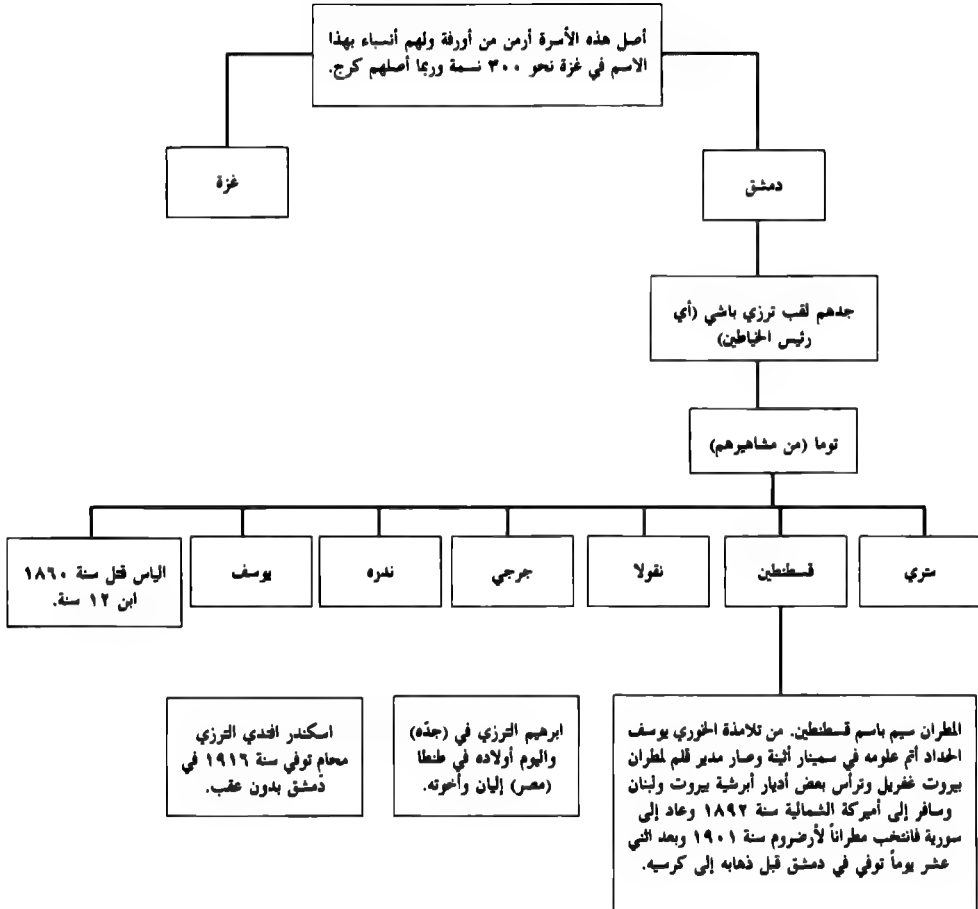 أصل هذه الأسرة أرمن من أورفة ولهم أنسباء بهذا
الاسم في غزة نحو ٣٠٠ نسمة وربما أصلهم كرج.
دمشق
غزة
جدهم لقب ترزي باشي (أي
رئيس الخياطين)
توما (من مشاهيرهم)
متري
قسطنطين
نقولا
جرجي
ندره
يوسف
الياس قتل سنة ١٨٦٠
ابن ١٢ سنة.
المطران سيم باسم قسطنطين. من تلامذة الخوري يوسف
الحداد أتم علومه في سمينار أثينة وصار مدير قلم لمطران
بيروت غفريل وترأس بعض أديار أبرشية بيروت ولبنان
وسافر إلى أميركة الشمالية سنة ١٨٩٢ وعاد إلى
سورية فانتخب مطراناً لأرضروم سنة ١٩٠١ وبعد اثني
عشر يوماً توفي في دمشق قبل ذهابه إلى كرسيه.
ابرهيم الترزي في (جدّه)
واليوم أولاده في طنطا
(مصر) إليان وأخوته.
اسكندر افندي الترزي
محامٍ توفي سنة ١٩١٦ في
دمشق بدون عقب.